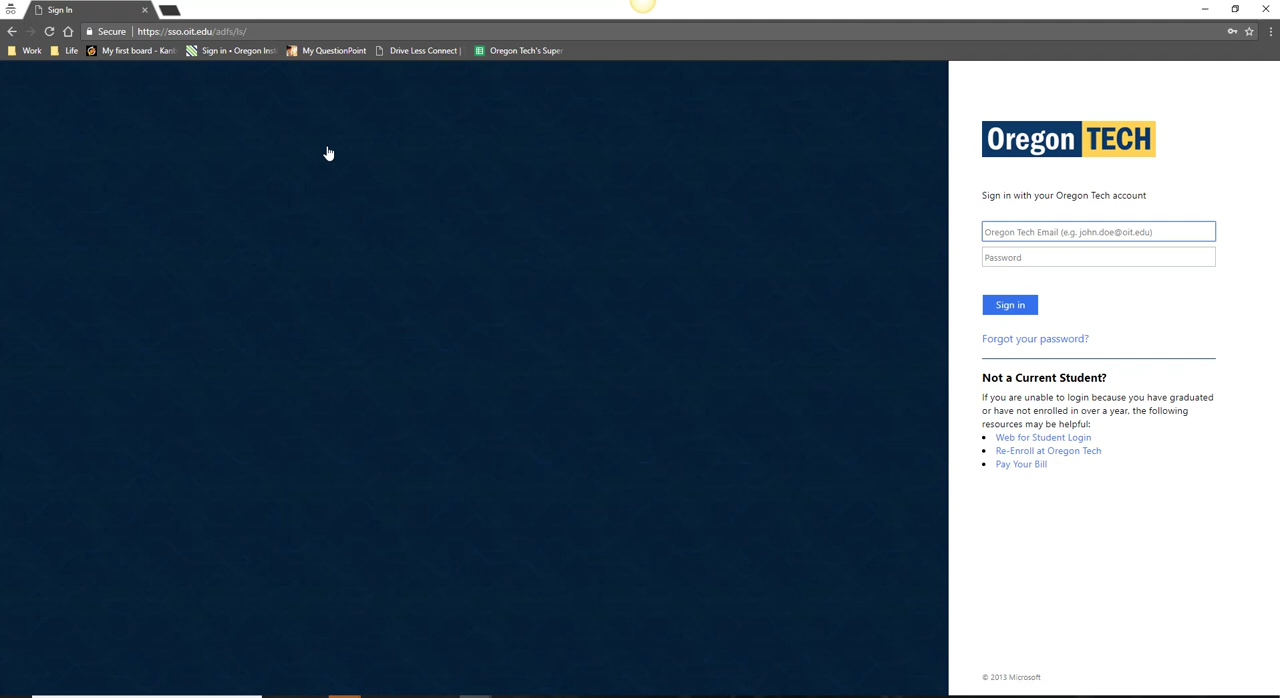 Sign In
Secure https://sso.oit.edu/adfs/ls/
Work Life My first board - Kanb Sign in • Oregon Inst My QuestionPoint Drive Less Connect | Oregon Tech's Super
Oregon TECH
Sign in with your Oregon Tech account
Oregon Tech Email (e.g. john.doe@oit.edu)
Password
Sign in
Forgot your password?
Not a Current Student?
If you are unable to login because you have graduated
or have not enrolled in over a year, the following
resources may be helpful:
• Web for Student Login
• Re-Enroll at Oregon Tech
• Pay Your Bill
© 2013 Microsoft